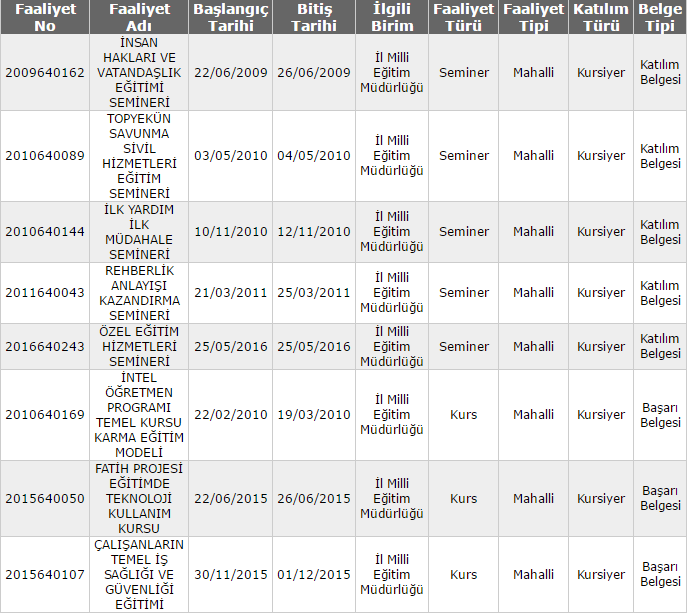 Faaliyet No Faaliyet Adı Başlangıç Tarihi Bitiş Tarihi İlgili Birim Faaliyet Türü Faaliyet Tipi Katılım Türü Belge Tipi
2009640162 İNSAN HAKLARI VE VATANDAŞLIK EĞİTİMİ SEMİNERİ 22/06/2009 26/06/2009 İl Milli Eğitim Müdürlüğü Seminer Mahalli Kursiyer Katılım Belgesi
2010640089 TOPYEKÜN SAVUNMA SİVİL HİZMETLERİ EĞİTİM SEMİNERİ 03/05/2010 04/05/2010 İl Milli Eğitim Müdürlüğü Seminer Mahalli Kursiyer Katılım Belgesi
2010640144 İLK YARDIM İLK MÜDAHALE SEMİNERİ 10/11/2010 12/11/2010 İl Milli Eğitim Müdürlüğü Seminer Mahalli Kursiyer Katılım Belgesi
2011640043 REHBERLİK ANLAYIŞI KAZANDIRMA SEMİNERİ 21/03/2011 25/03/2011 İl Milli Eğitim Müdürlüğü Seminer Mahalli Kursiyer Katılım Belgesi
2016640243 ÖZEL EĞİTİM HİZMETLERİ SEMİNERİ 25/05/2016 25/05/2016 İl Milli Eğitim Müdürlüğü Seminer Mahalli Kursiyer Katılım Belgesi
2010640169 İNTEL ÖĞRETMEN PROGRAMI TEMEL KURSU KARMA EĞİTİM MODELİ 22/02/2010 19/03/2010 İl Milli Eğitim Müdürlüğü Kurs Mahalli Kursiyer Başarı Belgesi
2015640050 FATİH PROJESİ EĞİTİMDE TEKNOLOJİ KULLANIM KURSU 22/06/2015 26/06/2015 İl Milli Eğitim Müdürlüğü Kurs Mahalli Kursiyer Başarı Belgesi
2015640107 ÇALIŞANLARIN TEMEL İŞ SAĞLIĞI VE GÜVENLİĞİ EĞİTİMİ 30/11/2015 01/12/2015 İl Milli Eğitim Müdürlüğü Kurs Mahalli Kursiyer Başarı Belgesi